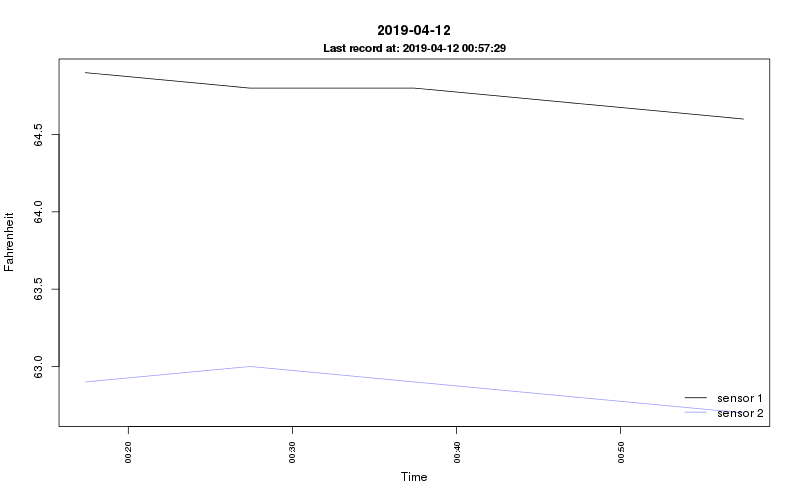 2019-04-12
Last record at: 2019-04-12 00:57:29
Fahrenheit
64.5
64.0
63.5
63.0
sensor 1
sensor 2
00:20 00:30 00:40 00:50
Time